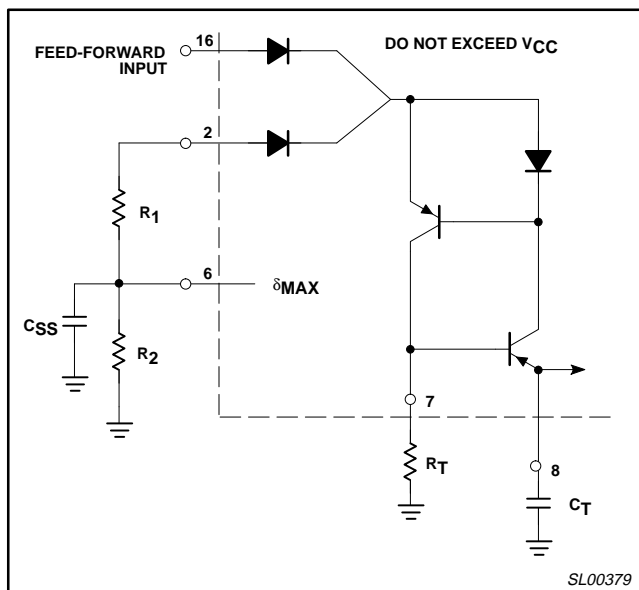 16
DO NOT EXCEED VCC
FEED-FORWARD
INPUT
2
R1
6
δMAX
CSS
R2
7
RT
8
CT
SL00379